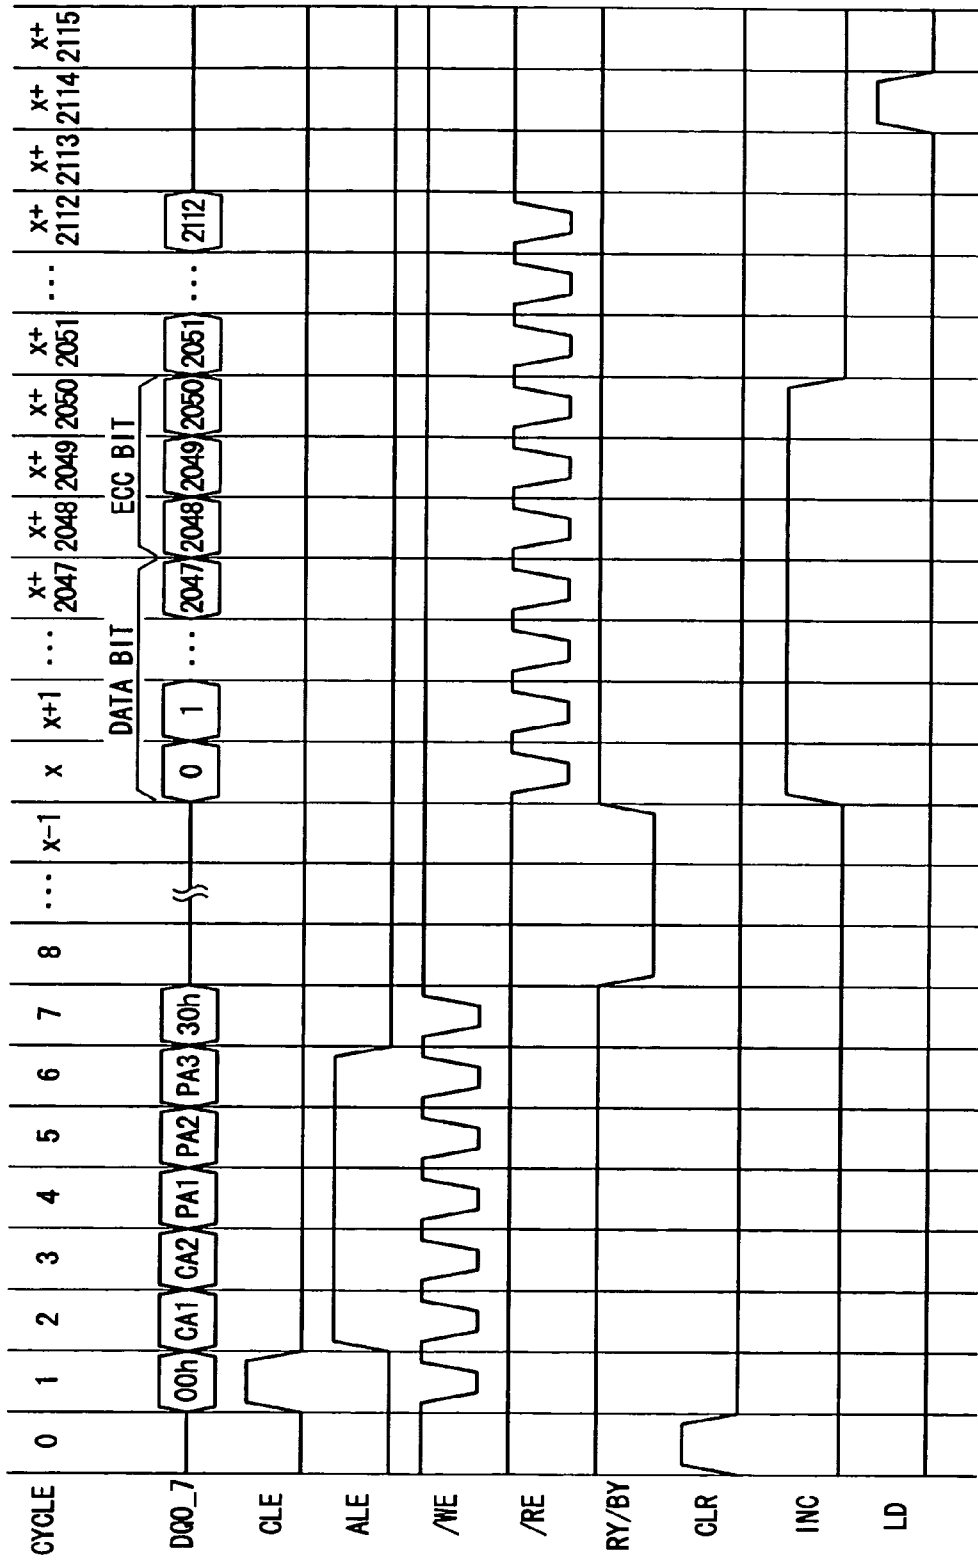 CYCLE 0 1 2 3 4 5 6 7 8 ... x-1 x x+1 ... x+2047 x+2048 x+2049 x+2050 x+2051 ... x+2112 x+2113 x+2114 x+2115
DATA BIT ECC BIT
DQ0_7 00h CA1 CA2 PA1 PA2 PA3 30h 0 1 ... 2047 2048 2049 2050 2051 ... 2112
CLE
ALE
/WE
/RE
RY/BY
CLR
INC
LD